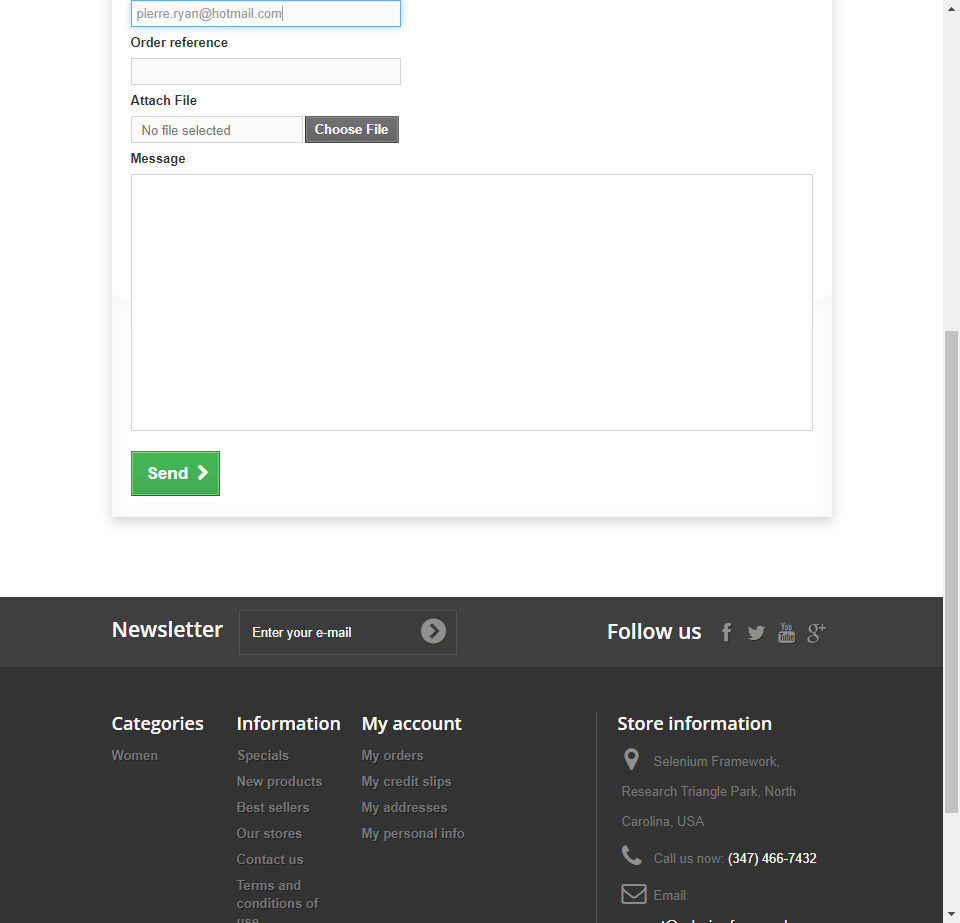 pierre.ryan@hotmail.com
Order reference
Attach File
No file selected
Choose File
Message
Send
Newsletter
Enter your e-mail
Follow us
You
Tube
g+
Categories
Women
Information
Specials
New products
Best sellers
Our stores
Contact us
Terms and
conditions of
use
My account
My orders
My credit slips
My addresses
My personal info
Store information
Selenium Framework,
Research Triangle Park, North
Carolina, USA
Call us now: (347) 466-7432
Email: